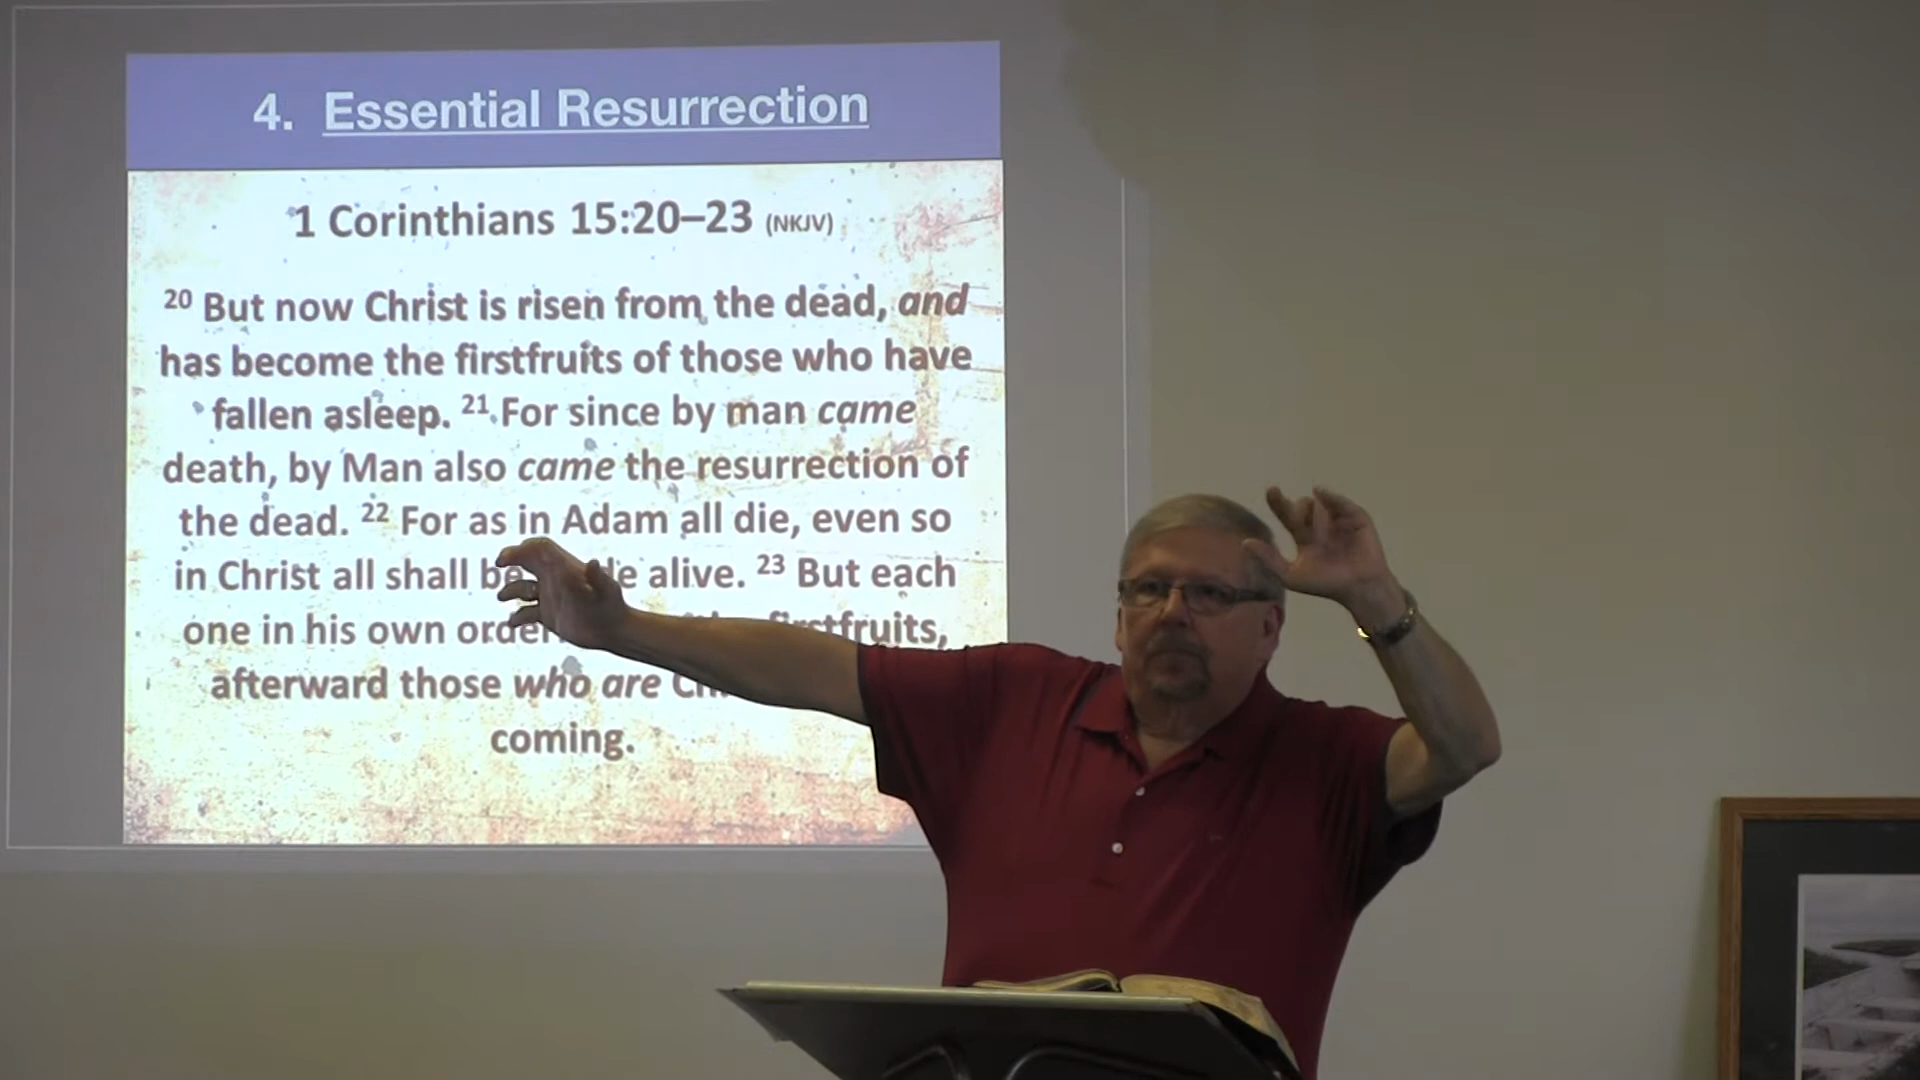 4. Essential Resurrection
1 Corinthians 15:20–23 (NKJV)
20 But now Christ is risen from the dead, and
has become the firstfruits of those who have
fallen asleep. 21 For since by man came
death, by Man also came the resurrection of
the dead. 22 For as in Adam all die, even so
in Christ all shall be alive. 23 But each
one in his own order firstfruits,
afterward those who are
coming.